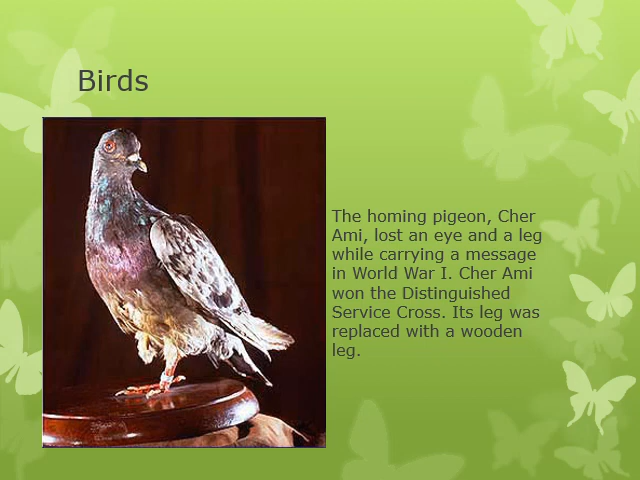 Birds
The homing pigeon, Cher
Ami, lost an eye and a leg
while carrying a message
in World War I. Cher Ami
won the Distinguished
Service Cross. Its leg was
replaced with a wooden
leg.